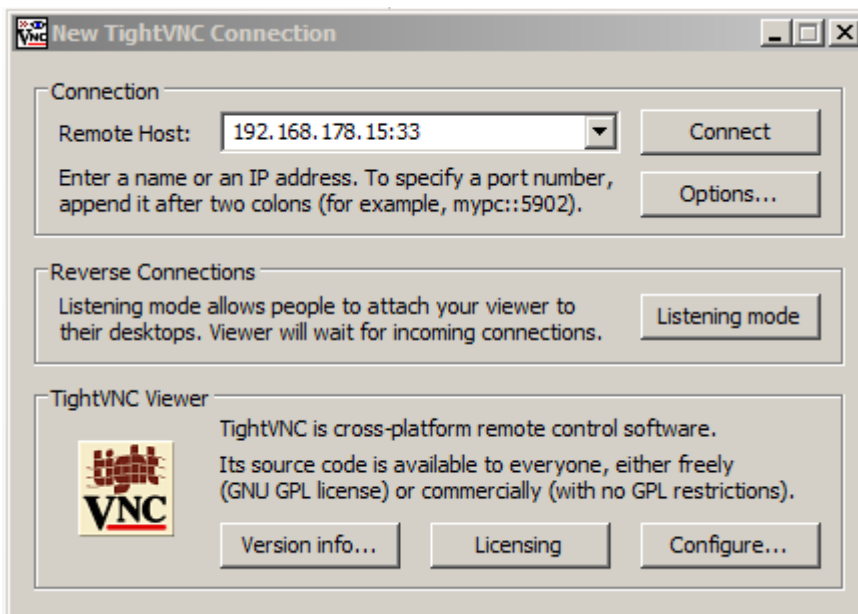 New TightVNC Connection
Connection
Remote Host: 192.168.178.15:33 Connect
Enter a name or an IP address. To specify a port number,
append it after two colons (for example, mypc::5902).
Options...
Reverse Connections
Listening mode allows people to attach your viewer to
their desktops. Viewer will wait for incoming connections.
Listening mode
TightVNC Viewer
tight
VNC
TightVNC is cross-platform remote control software.
Its source code is available to everyone, either freely
(GNU GPL license) or commercially (with no GPL restrictions).
Version info... Licensing Configure...